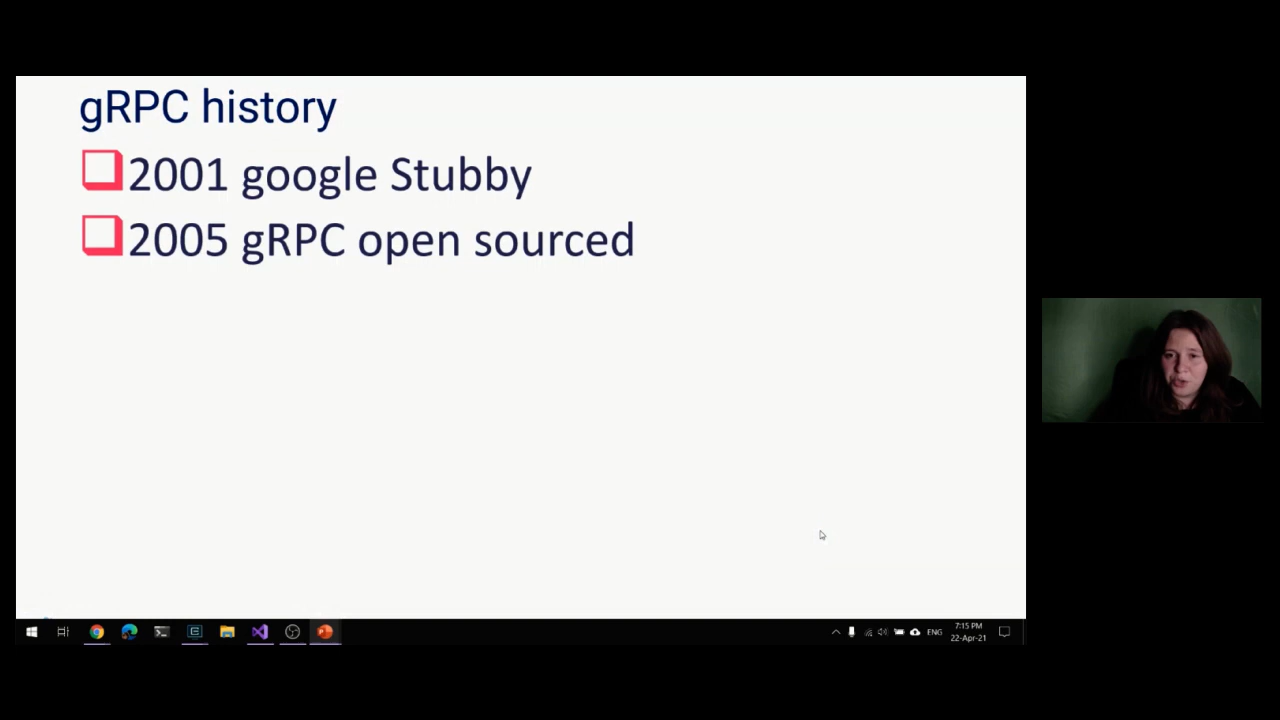 gRPC history
2001 google Stubby
2005 gRPC open sourced
ENG
7:15 PM
22-Apr-21